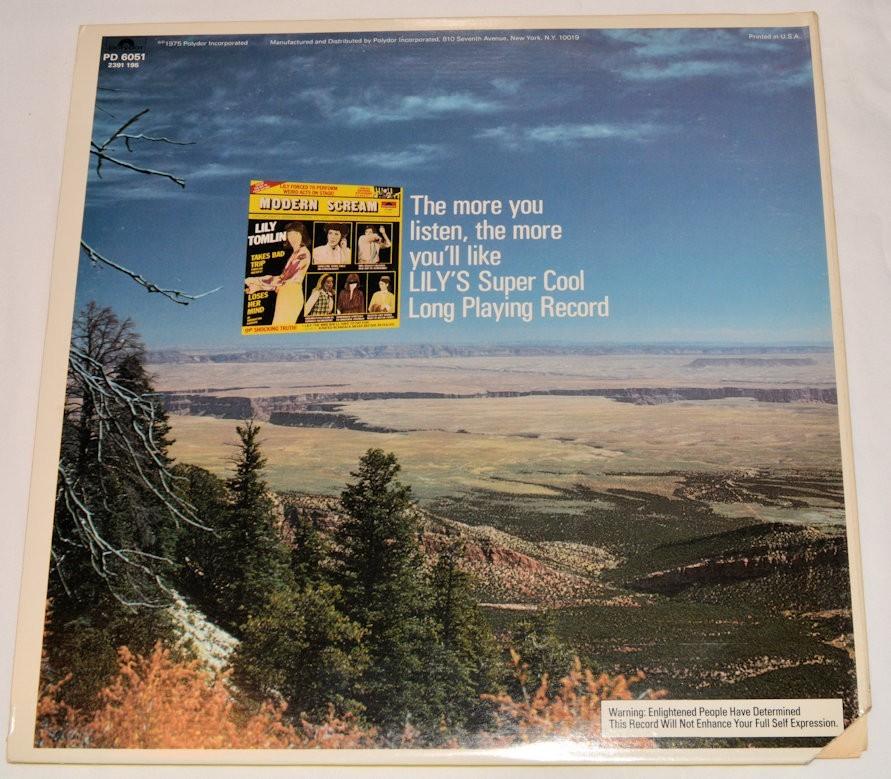 polydor
PD 6051
2391 196
℗©1975 Polydor Incorporated
Manufactured and Distributed by Polydor Incorporated, 810 Seventh Avenue, New York, N.Y. 10019
Printed in U.S.A.
LILY FORCED TO PERFORM
WEIRD ACTS ON STAGE!
MODERN SCREAM
LILY
TOMLIN
TAKES BAD
TRIP
LOSES
HER
MIND
SHOCKING TRUTH!
The more you
listen, the more
you'll like
LILY'S Super Cool
Long Playing Record
Warning: Enlightened People Have Determined
This Record Will Not Enhance Your Full Self Expression.